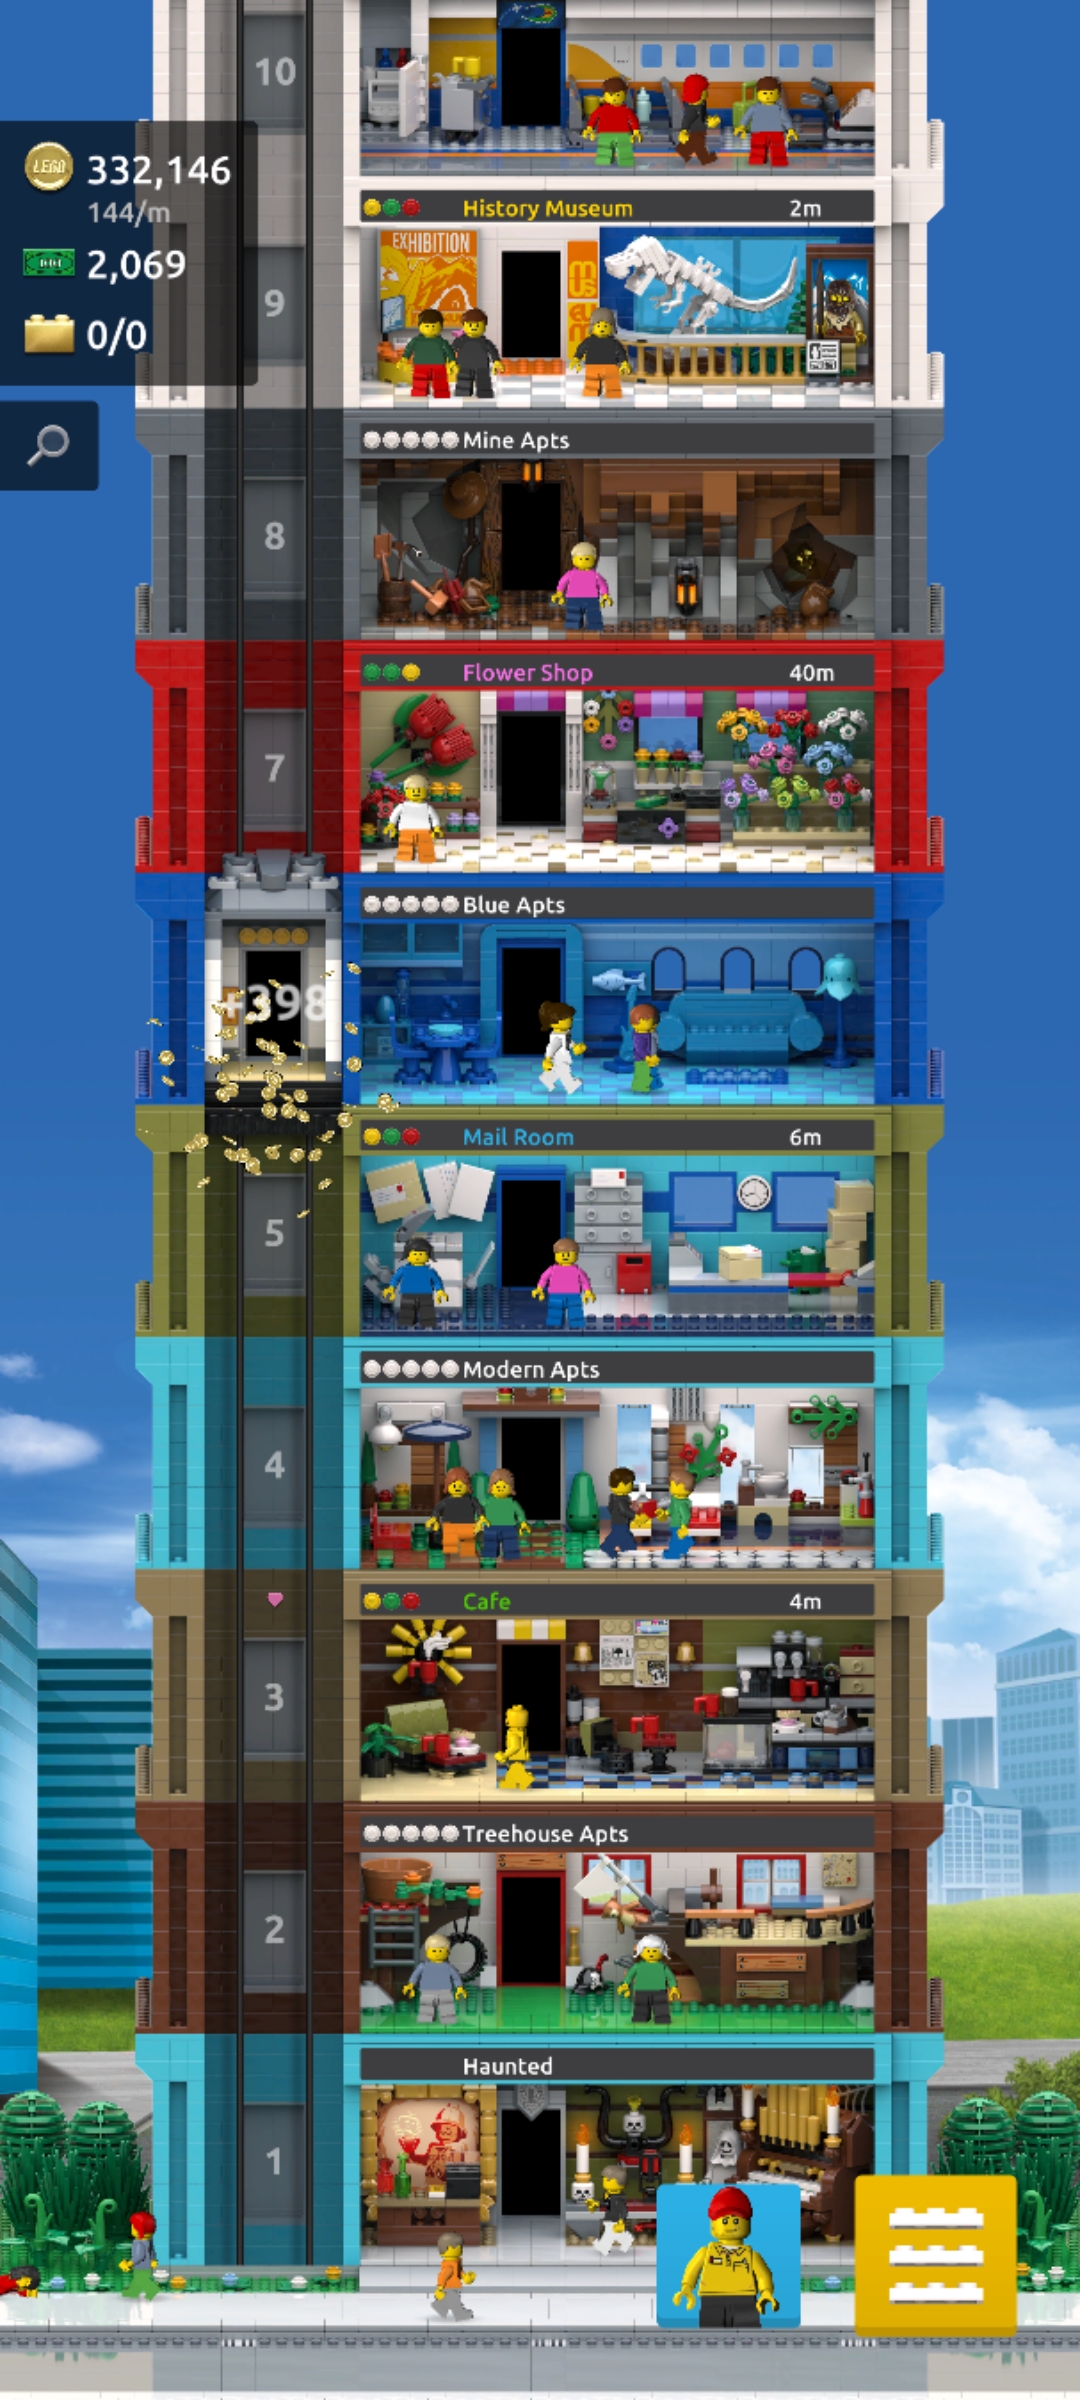 10
LEGO 332,146
144/m
2,069
0/0
History Museum 2m
EXHIBITION
MUS
EUM
9
Mine Apts
8
Flower Shop 40m
7
Blue Apts
+398
Mail Room 6m
5
Modern Apts
4
Cafe 4m
3
Treehouse Apts
2
Haunted
1